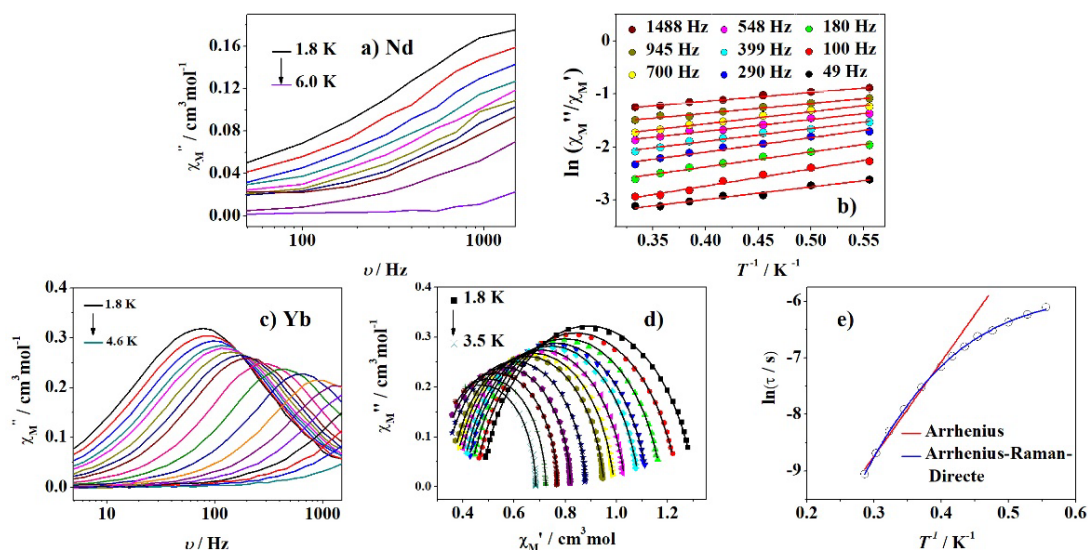 a) Nd
1.8 K
6.0 K
χM'' / cm³mol⁻¹
0.16
0.12
0.08
0.04
0.00
100
1000
υ / Hz
1488 Hz 548 Hz 180 Hz
945 Hz 399 Hz 100 Hz
700 Hz 290 Hz 49 Hz
ln (χM''/χM')
0
-1
-2
-3
b)
0.35 0.40 0.45 0.50 0.55
T⁻¹ / K⁻¹
c) Yb
1.8 K
4.6 K
χM'' / cm³mol⁻¹
0.4
0.3
0.2
0.1
0.0
10 100 1000
υ / Hz
d)
1.8 K
3.5 K
χM'' / cm³mol⁻¹
0.4
0.3
0.2
0.1
0.0
0.4 0.6 0.8 1.0 1.2 1.4
χM' / cm³mol
e)
ln(τ / s)
-6
-7
-8
-9
Arrhenius
Arrhenius-Raman-
Directe
0.2 0.3 0.4 0.5 0.6
T¹ / K⁻¹